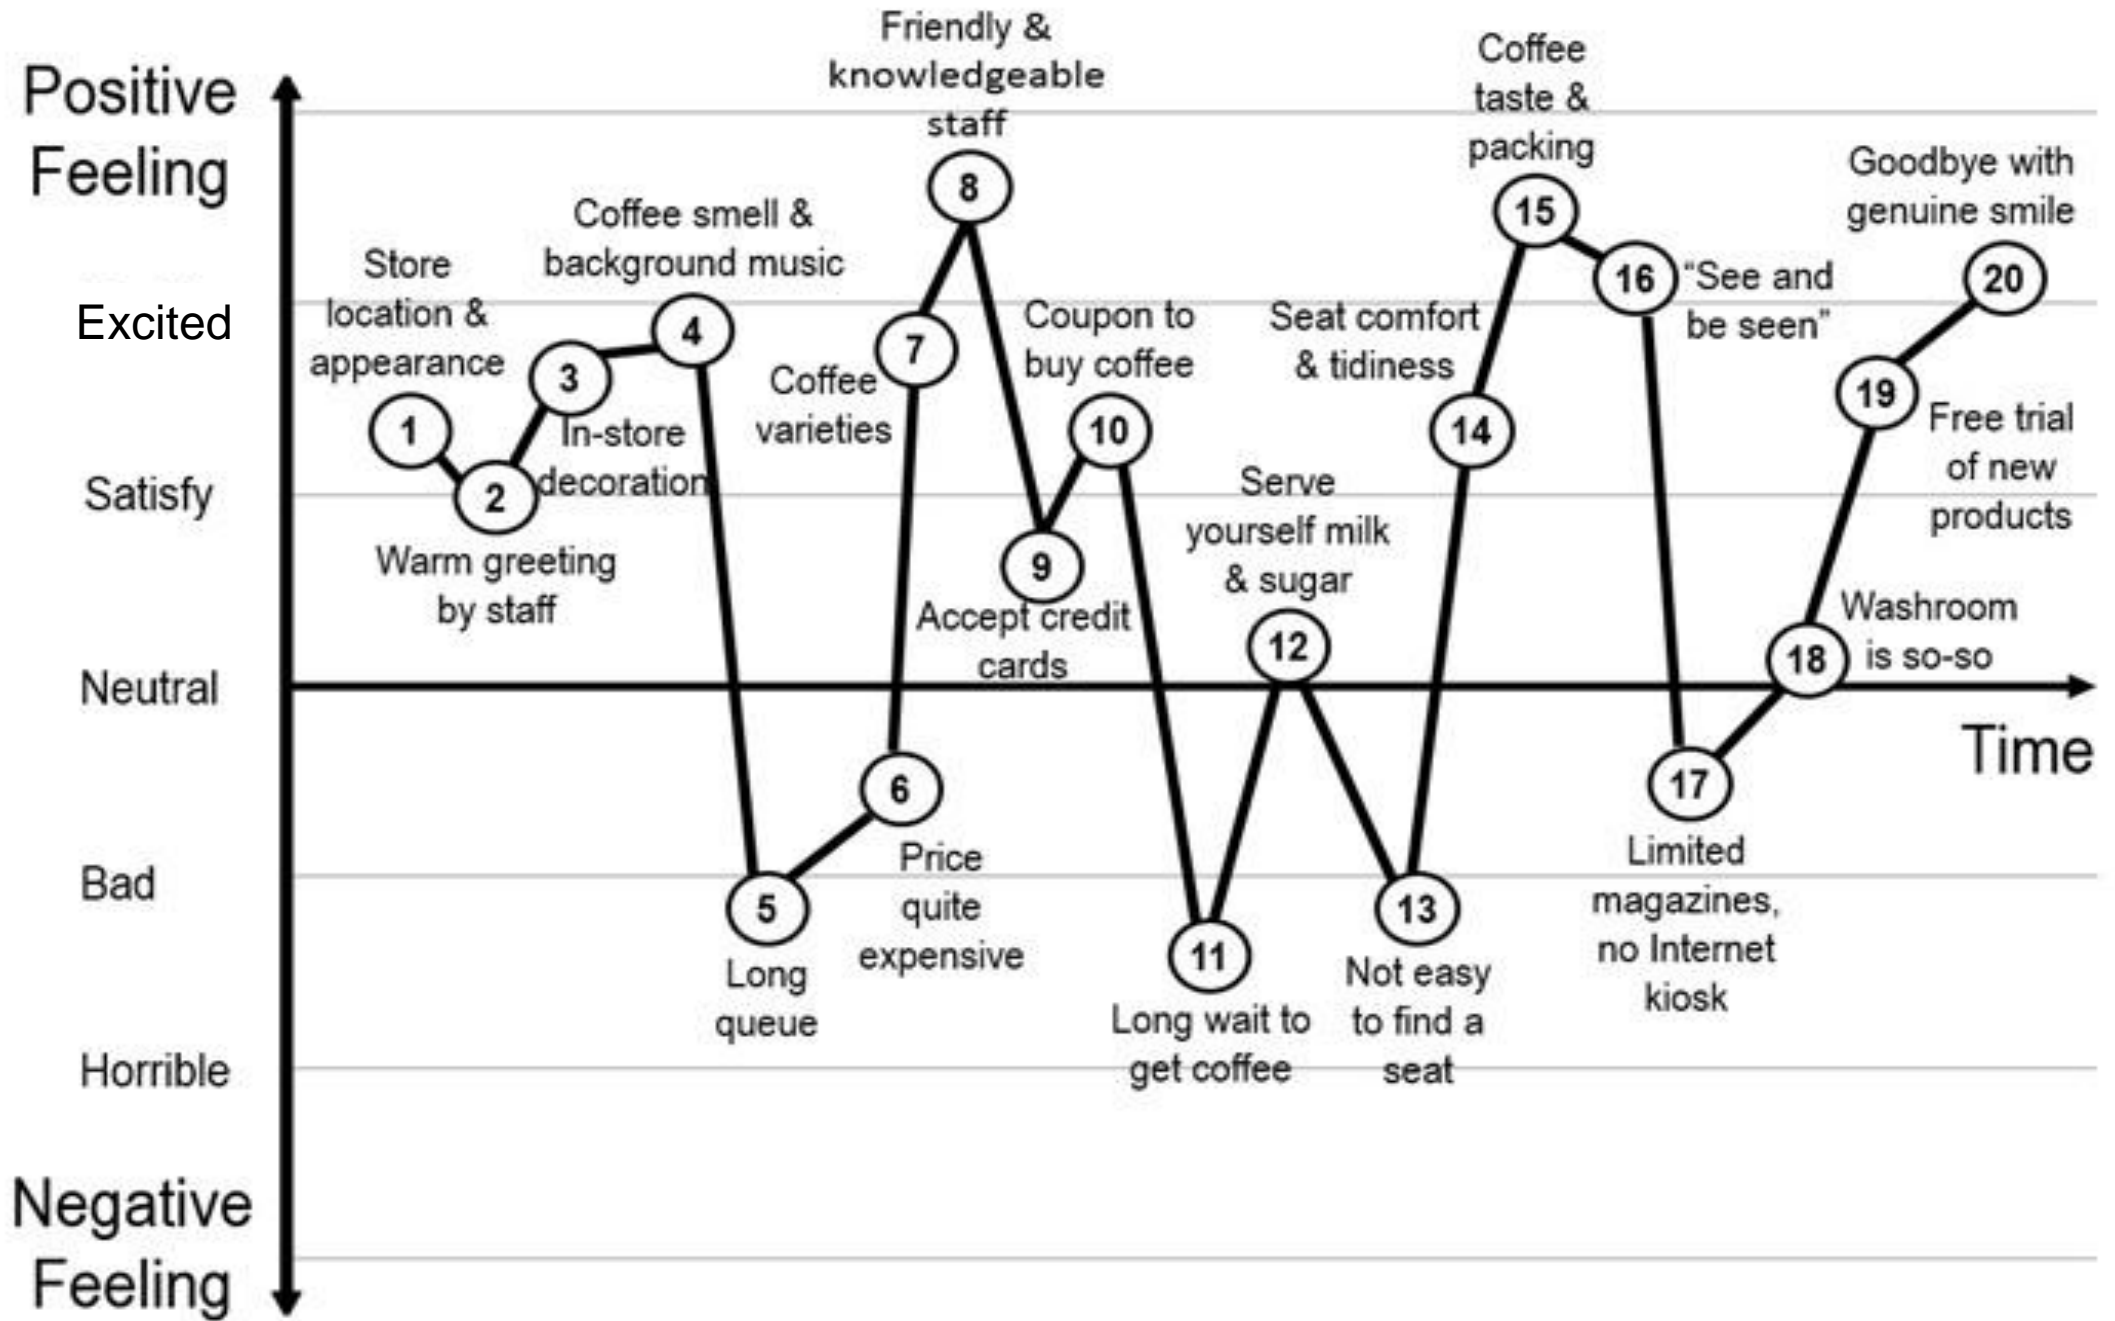 Positive
Feeling
Excited
Satisfy
Neutral
Bad
Horrible
Negative
Feeling
Time
Store
location &
appearance
1
2
Warm greeting
by staff
3
In-store
decoration
Coffee smell &
background music
4
5
Long
queue
6
Price
quite
expensive
7
Coffee
varieties
Friendly &
knowledgeable
staff
8
9
Accept credit
cards
Coupon to
buy coffee
10
11
Long wait to
get coffee
Serve
yourself milk
& sugar
12
13
Not easy
to find a
seat
Seat comfort
& tidiness
14
Coffee
taste &
packing
15
16
“See and
be seen”
17
Limited
magazines,
no Internet
kiosk
18
Washroom
is so-so
19
Free trial
of new
products
Goodbye with
genuine smile
20